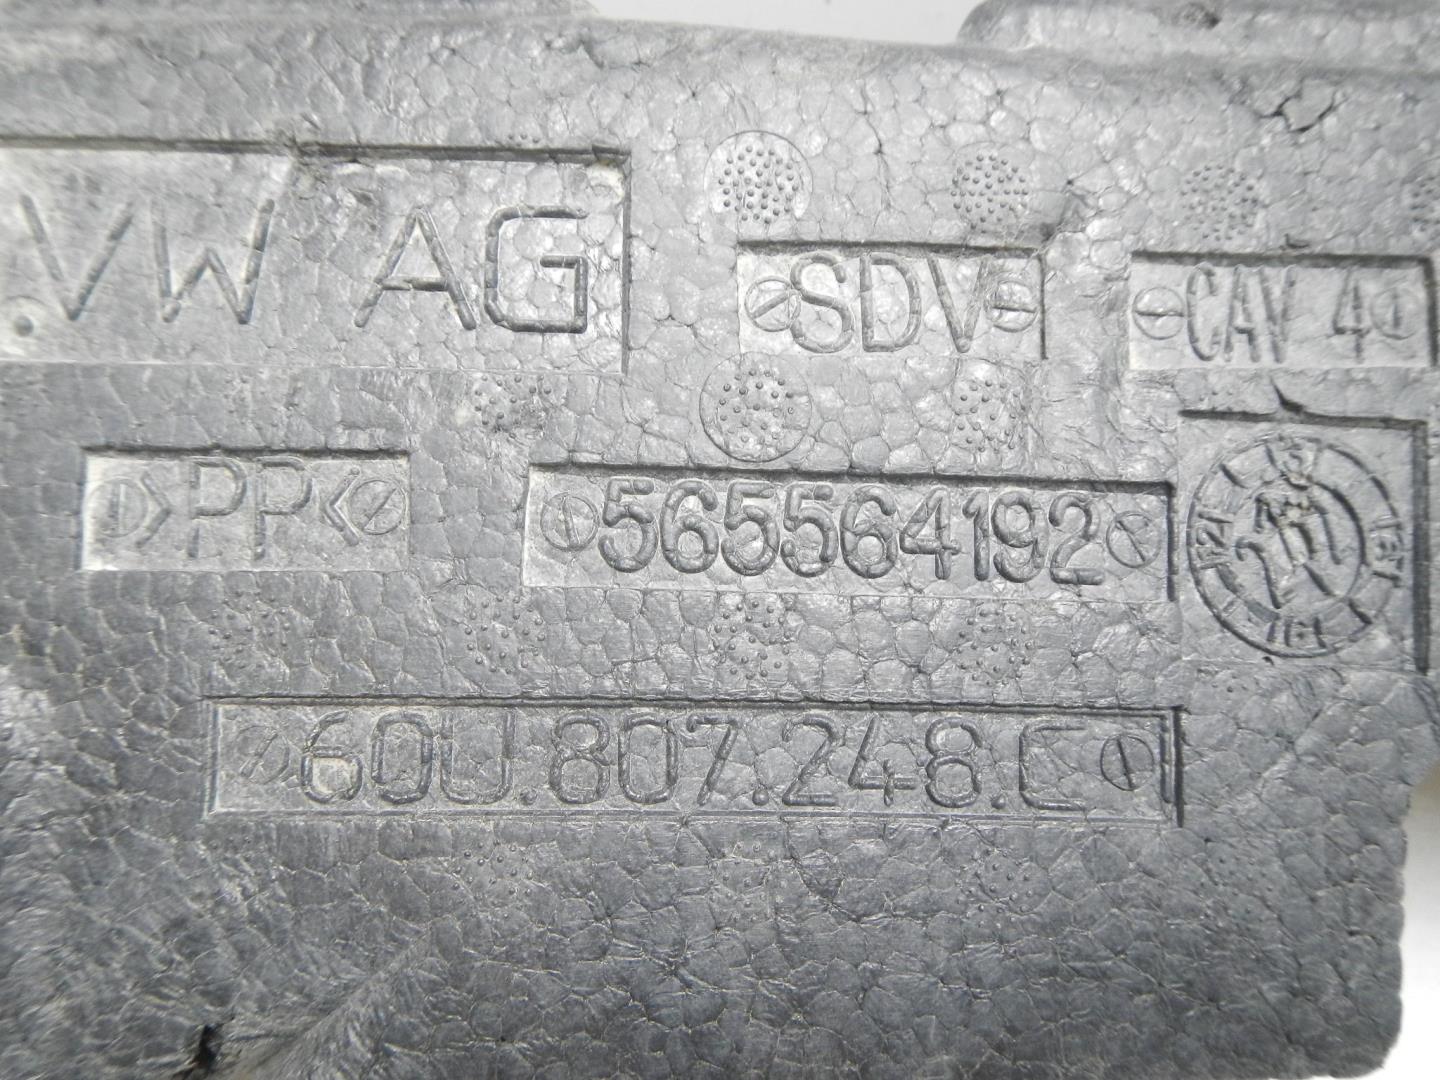 VW AG
SDV
CAV 4
>PP<
565564192
60U.807.248.C